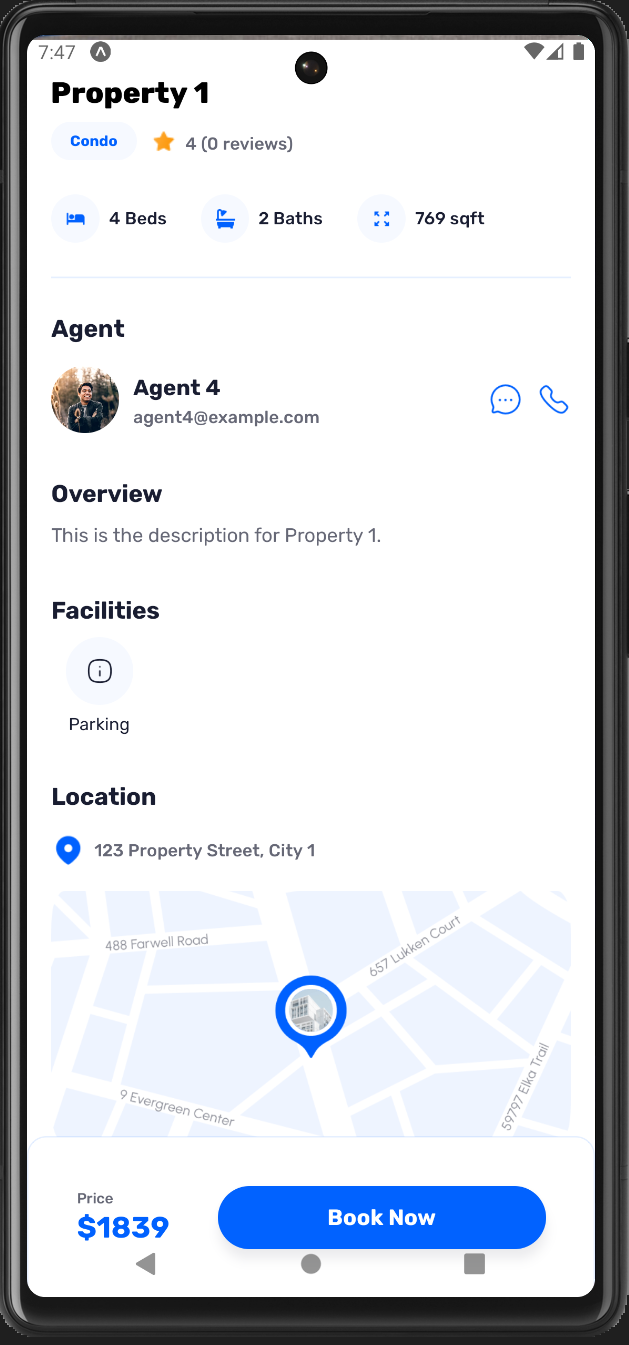 7:47
Property 1
Condo
4 (0 reviews)
4 Beds
2 Baths
769 sqft
Agent
Agent 4
agent4@example.com
Overview
This is the description for Property 1.
Facilities
Parking
Location
123 Property Street, City 1
488 Farwell Road
657 Lukken Court
9 Evergreen Center
59797 Elka Trail
Price
$1839
Book Now